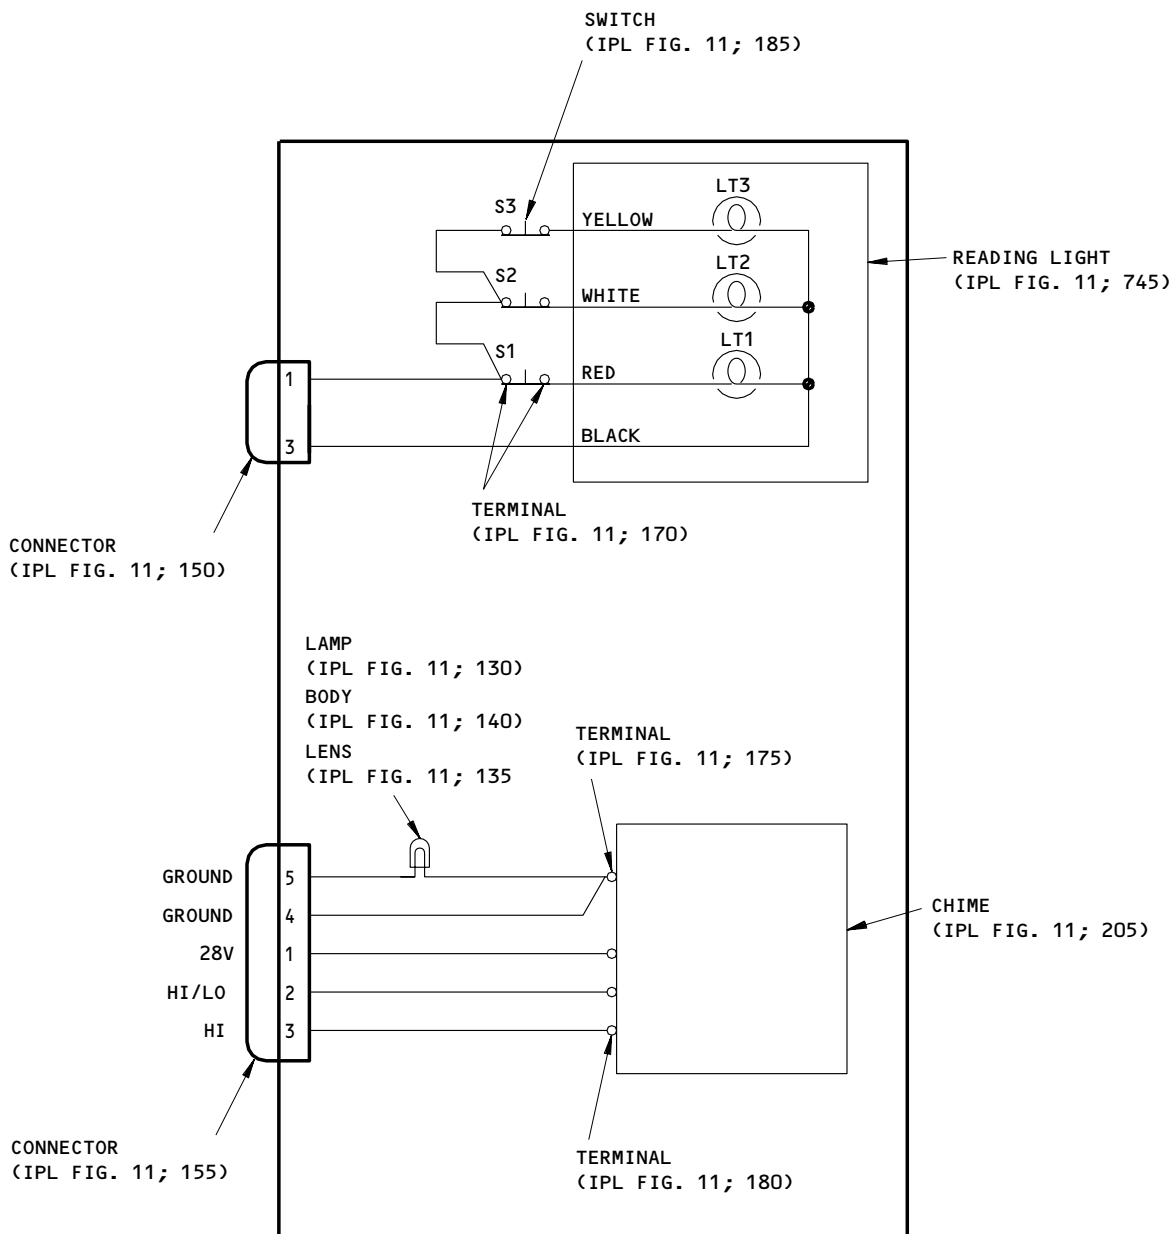 SWITCH
(IPL FIG. 11; 185)
LT3
S3
YELLOW
READING LIGHT
(IPL FIG. 11; 745)
LT2
S2
WHITE
LT1
S1
RED
1
BLACK
3
TERMINAL
(IPL FIG. 11; 170)
CONNECTOR
(IPL FIG. 11; 150)
LAMP
(IPL FIG. 11; 130)
BODY
(IPL FIG. 11; 140)
LENS
(IPL FIG. 11; 135
TERMINAL
(IPL FIG. 11; 175)
GROUND 5
GROUND 4
28V 1
HI/LO 2
HI 3
CHIME
(IPL FIG. 11; 205)
CONNECTOR
(IPL FIG. 11; 155)
TERMINAL
(IPL FIG. 11; 180)